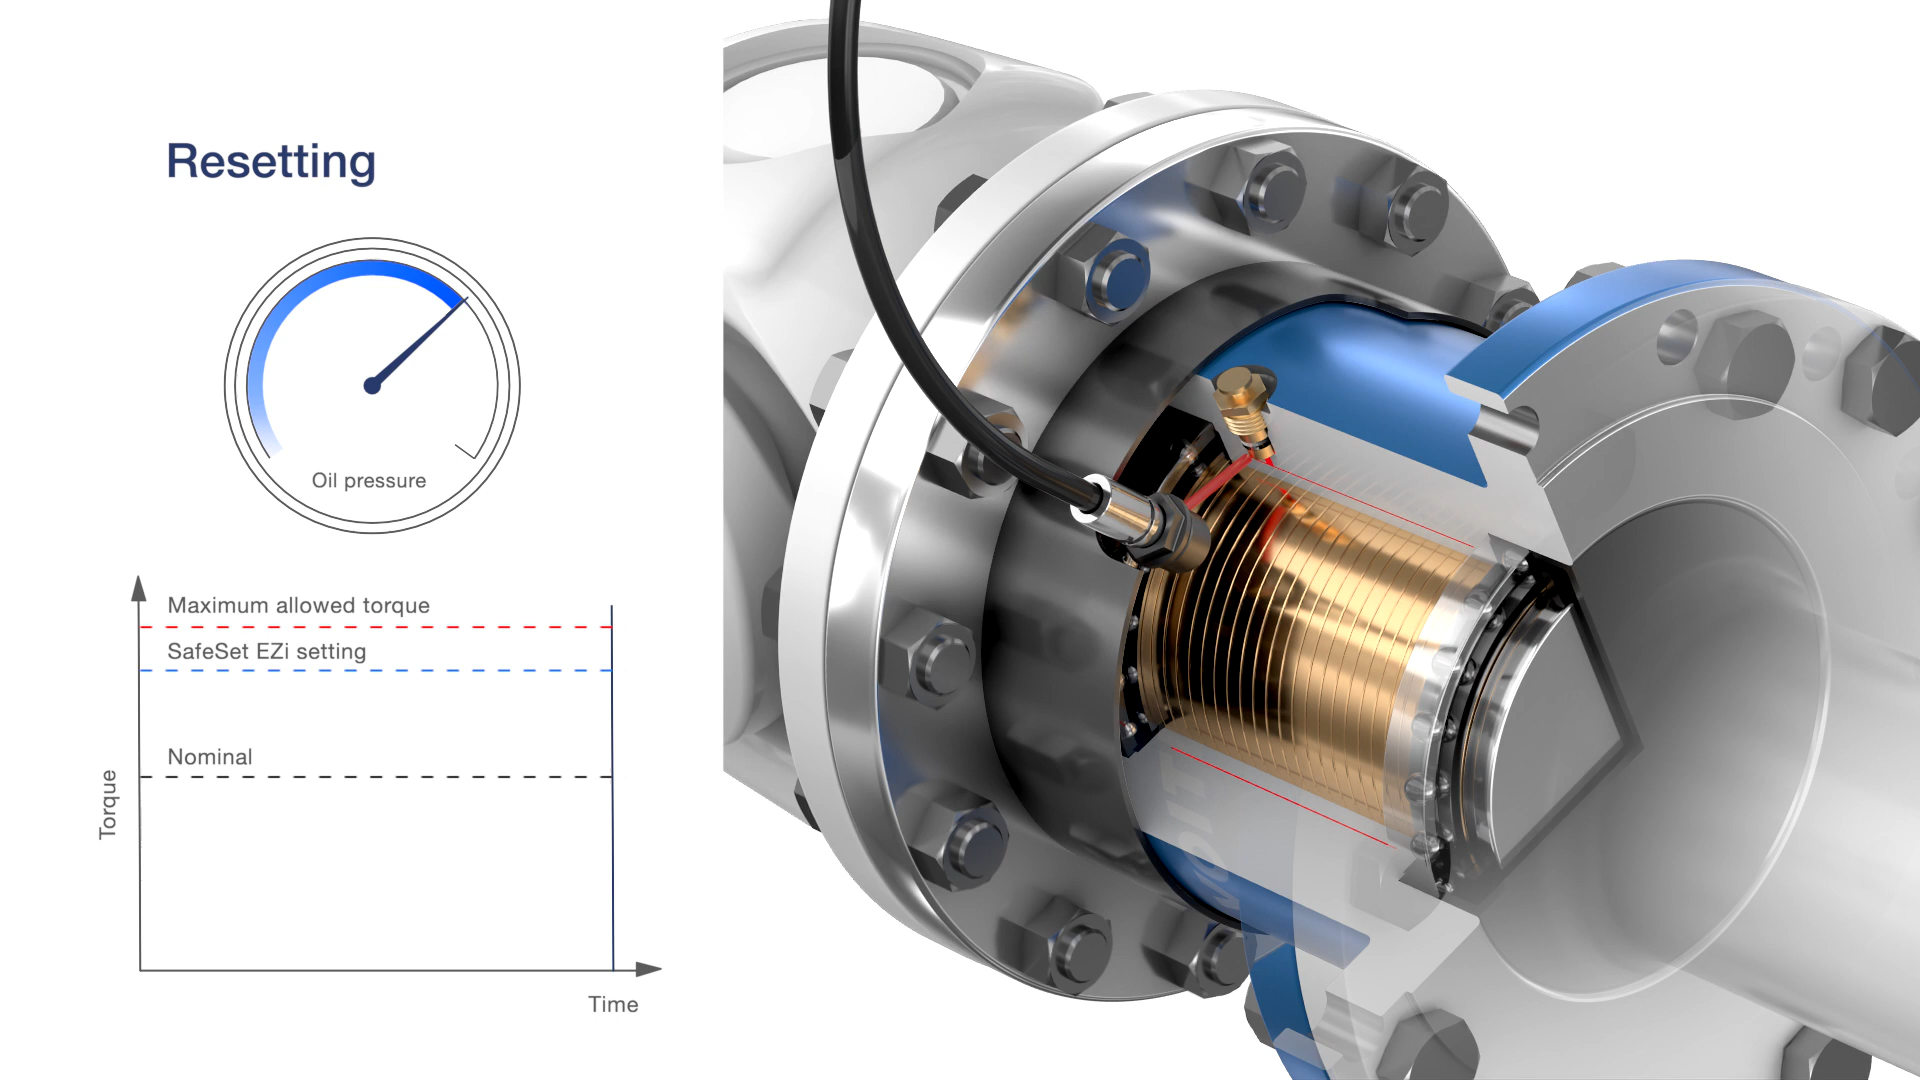 Resetting
Oil pressure
Maximum allowed torque
SafeSet EZi setting
Nominal
Torque
Time